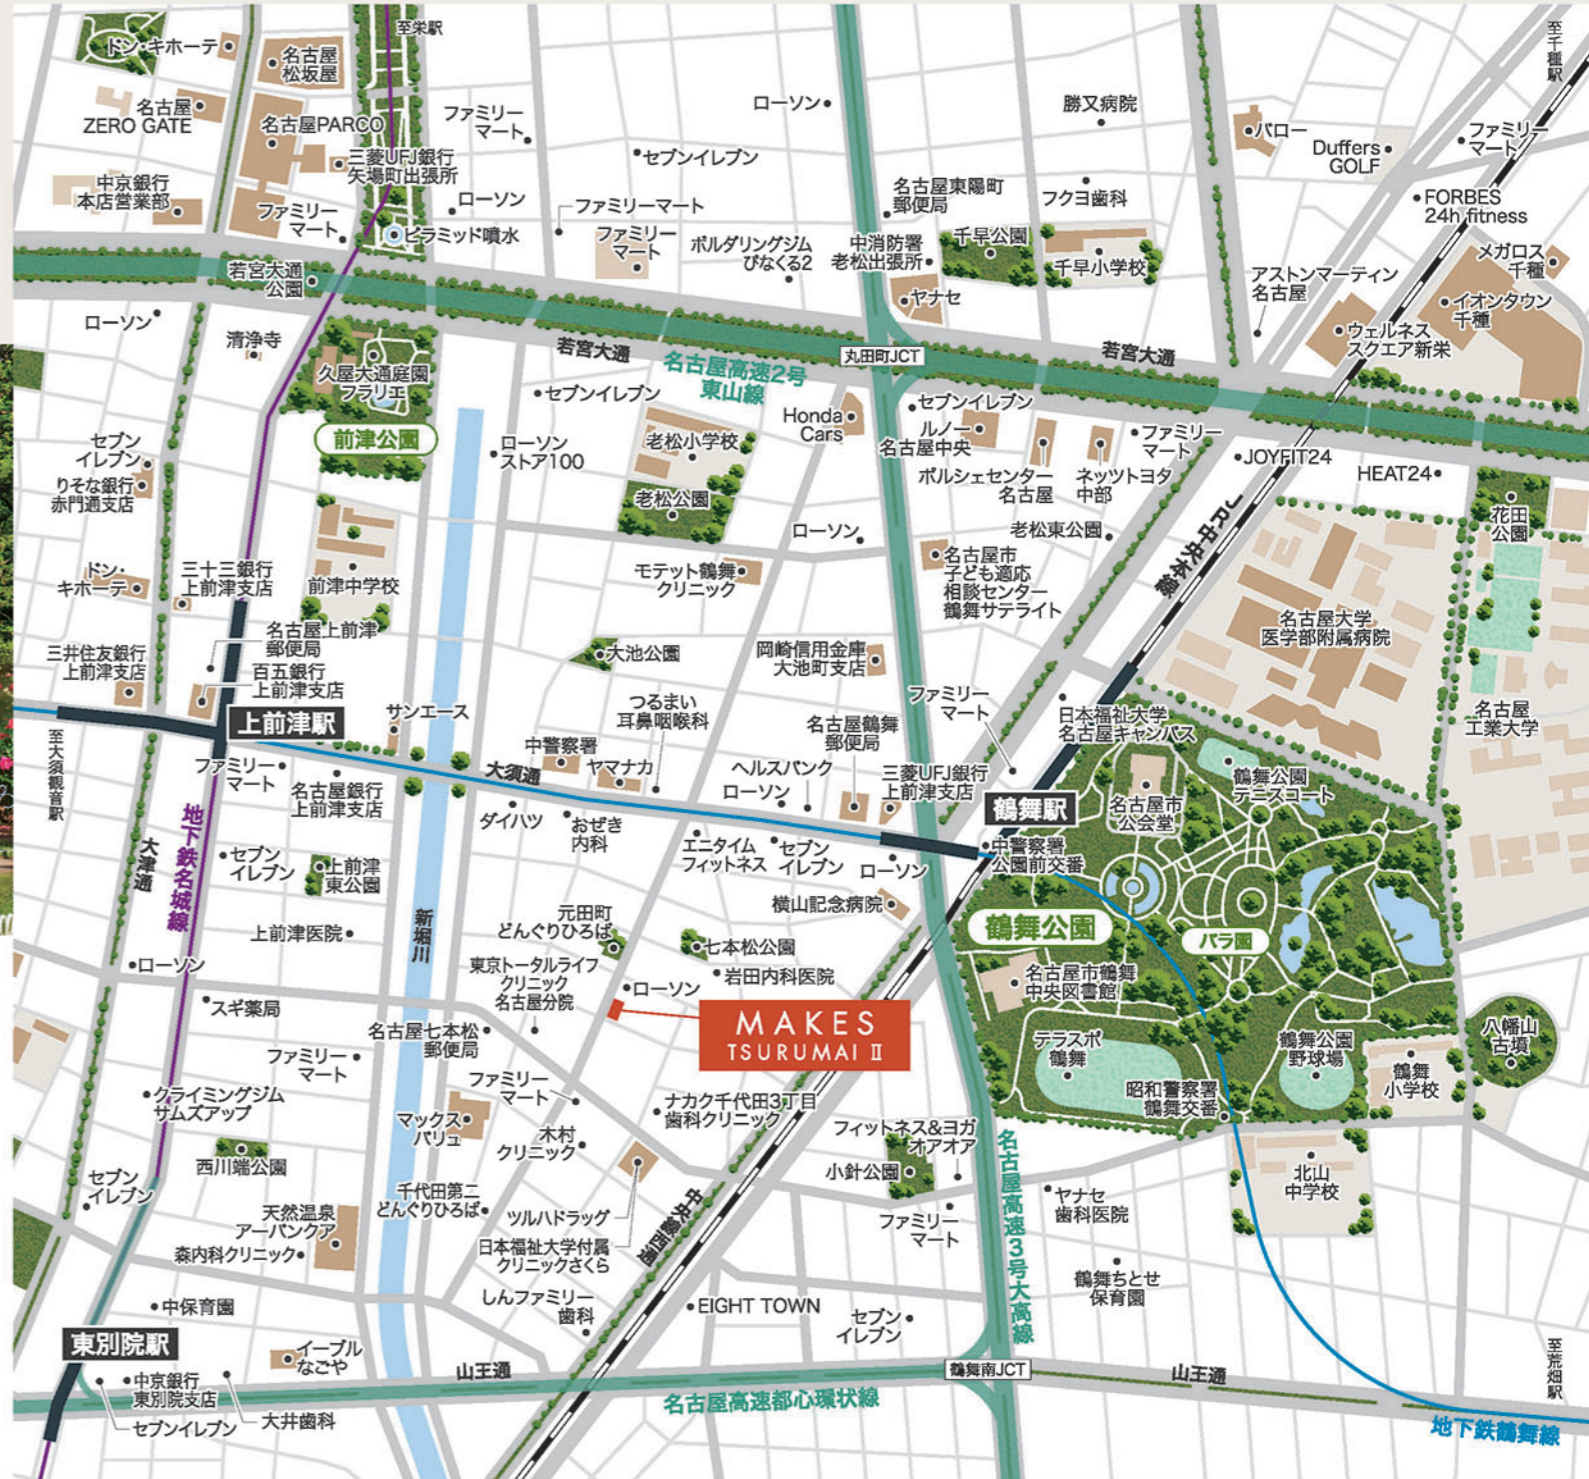 至栄駅
至千種駅
ドン・キホーテ
名古屋
松坂屋
名古屋
ZERO GATE
名古屋PARCO
ファミリー
マート
ローソン
勝又病院
バロー
Duffers
GOLF
ファミリー
マート
三菱UFJ銀行
矢場町出張所
セブンイレブン
中京銀行
本店営業部
ファミリー
マート
ローソン
ファミリーマート
名古屋東陽町
郵便局
フクヨ歯科
FORBES
24h fitness
ピラミッド噴水
ファミリー
マート
ボルダリングジム
ぴなくる2
中消防署
老松出張所
千早公園
千早小学校
メガロス
千種
若宮大通
公園
ヤナセ
アストンマーティン
名古屋
イオンタウン
千種
ローソン
清浄寺
ウェルネス
スクエア新栄
若宮大通
丸田町JCT
若宮大通
名古屋高速2号
東山線
久屋大通庭園
フラリエ
セブンイレブン
Honda
Cars
セブンイレブン
ルノー
名古屋中央
ファミリー
マート
前津公園
セブン
イレブン
りそな銀行
赤門通支店
ローソン
ストア100
老松小学校
ポルシェセンター
名古屋
ネッツトヨタ
中部
JOYFIT24
HEAT24
老松公園
ローソン
老松東公園
JR中央本線
花田
公園
ドン・
キホーテ
三十三銀行
上前津支店
前津中学校
モテット鶴舞
クリニック
名古屋市
子ども適応
相談センター
鶴舞サテライト
名古屋大学
医学部附属病院
名古屋上前津
郵便局
三井住友銀行
上前津支店
百五銀行
上前津支店
大池公園
岡崎信用金庫
大池町支店
上前津駅
サンエース
つるまい
耳鼻咽喉科
ファミリー
マート
日本福祉大学
名古屋キャンパス
名古屋
工業大学
至大須観音駅
ファミリー
マート
名古屋銀行
上前津支店
大須通
中警察署
ヤマナカ
ヘルスバンク
ローソン
名古屋鶴舞
郵便局
三菱UFJ銀行
上前津支店
鶴舞駅
名古屋市
公会堂
鶴舞公園
テニスコート
地下鉄名城線
大津通
セブン
イレブン
上前津
東公園
ダイハツ
おぜき
内科
エニタイム
フィットネス
セブン
イレブン
ローソン
中警察署
公園前交番
横山記念病院
上前津医院
新堀川
元田町
どんぐりひろば
七本松公園
鶴舞公園
バラ園
ローソン
東京トータルライフ
クリニック
名古屋分院
ローソン
岩田内科医院
名古屋市鶴舞
中央図書館
スギ薬局
名古屋七本松
郵便局
MAKES
TSURUMAI II
テラスポ
鶴舞
鶴舞公園
野球場
鶴舞
小学校
八幡山
古墳
ファミリー
マート
クライミングジム
サムズアップ
ファミリー
マート
マックス
バリュ
木村
クリニック
ナカク千代田3丁目
歯科クリニック
昭和警察署
鶴舞交番
フィットネス&ヨガ
オアオア
小針公園
名古屋高速3号大高線
北山
中学校
セブン
イレブン
西川端公園
千代田第二
どんぐりひろば
ツルハドラッグ
日本福祉大学付属
クリニックさくら
中央線西通
ファミリー
マート
ヤナセ
歯科医院
天然温泉
アーバンクア
森内科クリニック
しんファミリー
歯科
EIGHT TOWN
セブン
イレブン
鶴舞ちとせ
保育園
中保育園
東別院駅
イーブル
なごや
山王通
鶴舞南JCT
山王通
至荒畑駅
中京銀行
東別院支店
セブンイレブン
大井歯科
名古屋高速都心環状線
地下鉄鶴舞線